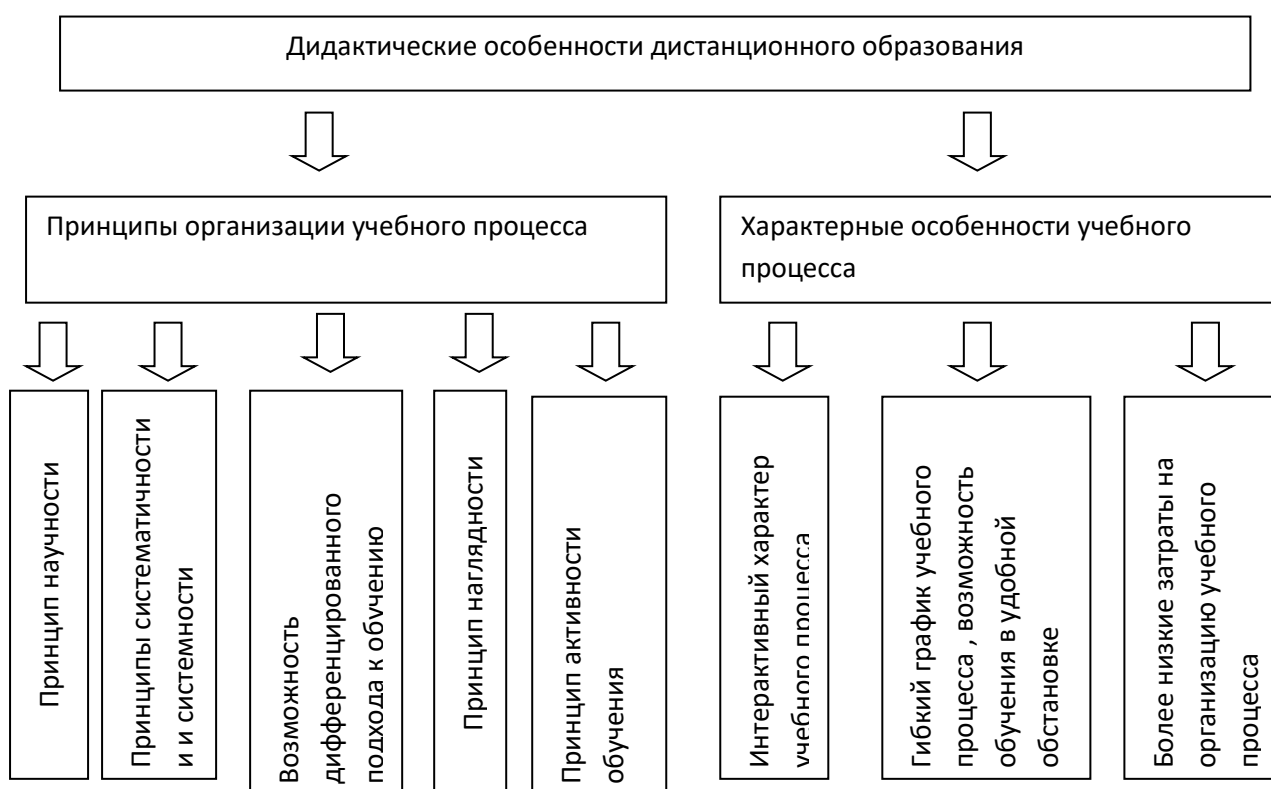 Дидактические особенности дистанционного образования
Принципы организации учебного процесса
Характерные особенности учебного
процесса
Принцип научности
Принципы систематичности
и и системности
Возможность
дифференцированного
подхода к обучению
Принцип наглядности
Принцип активности
обучения
Интерактивный характер
учебного процесса
Гибкий график учебного
процесса , возможность
обучения в удобной
обстановке
Более низкие затраты на
организацию учебного
процесса